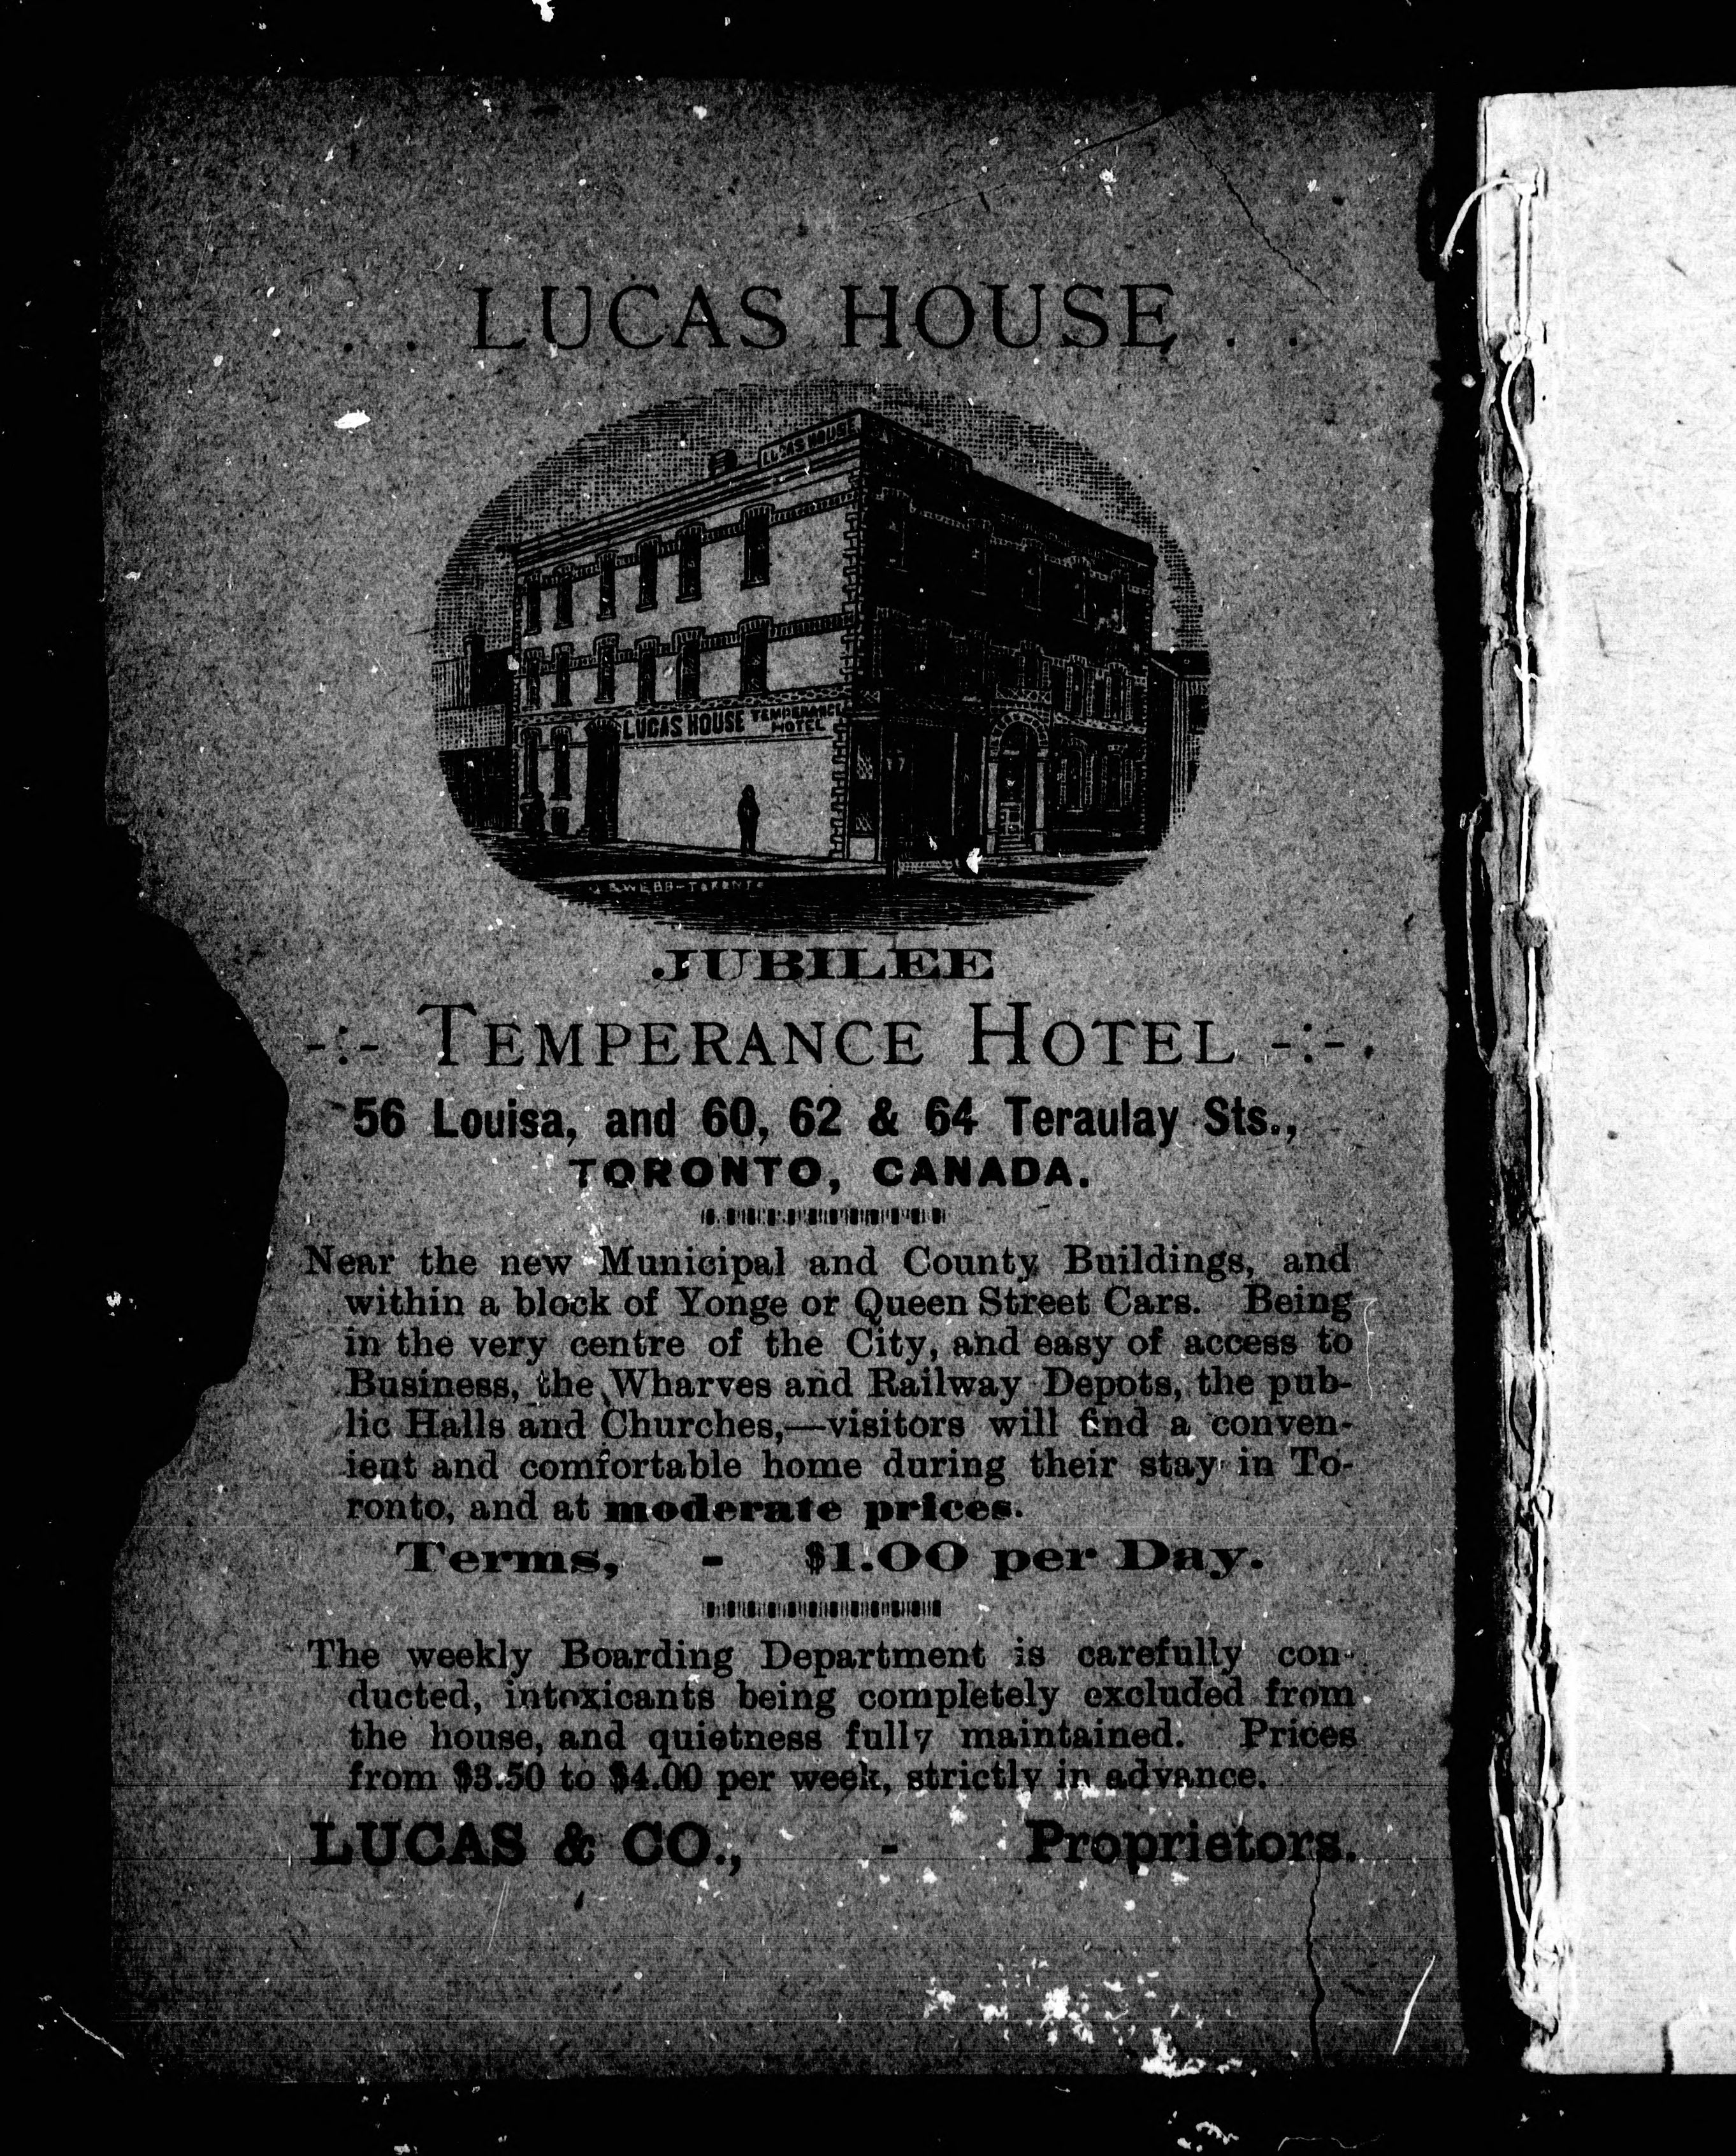 . . LUCAS HOUSE . .
LUCAS HOUSE
LUCAS HOUSE TEMPERANCE HOTEL
WEBB-TORONTO
JUBILEE
-:- TEMPERANCE HOTEL -:-
56 Louisa, and 60, 62 & 64 Teraulay Sts.,
TORONTO, CANADA.
Near the new Municipal and County Buildings, and
within a block of Yonge or Queen Street Cars. Being
in the very centre of the City, and easy of access to
Business, the Wharves and Railway Depots, the pub-
lic Halls and Churches,—visitors will find a conven-
ient and comfortable home during their stay in To-
ronto, and at moderate prices.
Terms, - $1.00 per Day.
The weekly Boarding Department is carefully con-
ducted, intoxicants being completely excluded from
the house, and quietness fully maintained. Prices
from $3.50 to $4.00 per week, strictly in advance.
LUCAS & CO., - Proprietors.